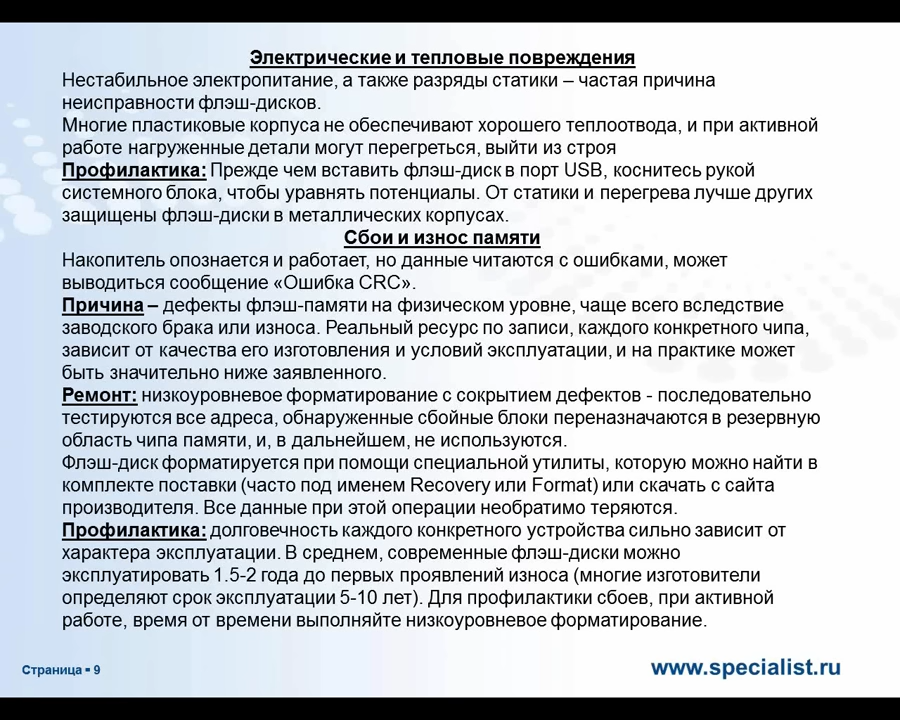 Электрические и тепловые повреждения
Нестабильное электропитание, а также разряды статики – частая причина
неисправности флэш-дисков.
Многие пластиковые корпуса не обеспечивают хорошего теплоотвода, и при активной
работе нагруженные детали могут перегреться, выйти из строя
Профилактика: Прежде чем вставить флэш-диск в порт USB, коснитесь рукой
системного блока, чтобы уравнять потенциалы. От статики и перегрева лучше других
защищены флэш-диски в металлических корпусах.
Сбои и износ памяти
Накопитель опознается и работает, но данные читаются с ошибками, может
выводиться сообщение «Ошибка CRC».
Причина – дефекты флэш-памяти на физическом уровне, чаще всего вследствие
заводского брака или износа. Реальный ресурс по записи, каждого конкретного чипа,
зависит от качества его изготовления и условий эксплуатации, и на практике может
быть значительно ниже заявленного.
Ремонт: низкоуровневое форматирование с сокрытием дефектов - последовательно
тестируются все адреса, обнаруженные сбойные блоки переназначаются в резервную
область чипа памяти, и, в дальнейшем, не используются.
Флэш-диск форматируется при помощи специальной утилиты, которую можно найти в
комплекте поставки (часто под именем Recovery или Format) или скачать с сайта
производителя. Все данные при этой операции необратимо теряются.
Профилактика: долговечность каждого конкретного устройства сильно зависит от
характера эксплуатации. В среднем, современные флэш-диски можно
эксплуатировать 1.5-2 года до первых проявлений износа (многие изготовители
определяют срок эксплуатации 5-10 лет). Для профилактики сбоев, при активной
работе, время от времени выполняйте низкоуровневое форматирование.
Страница ▪ 9
www.specialist.ru